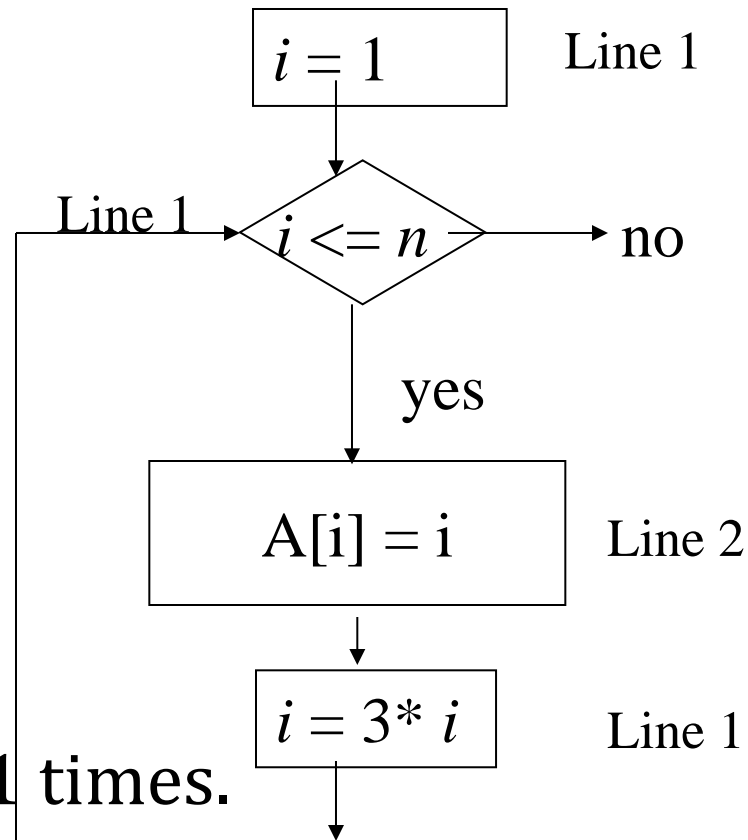 i = 1 Line 1
Line 1 i <= n no
yes
A[i] = i Line 2
i = 3* i Line 1
times.